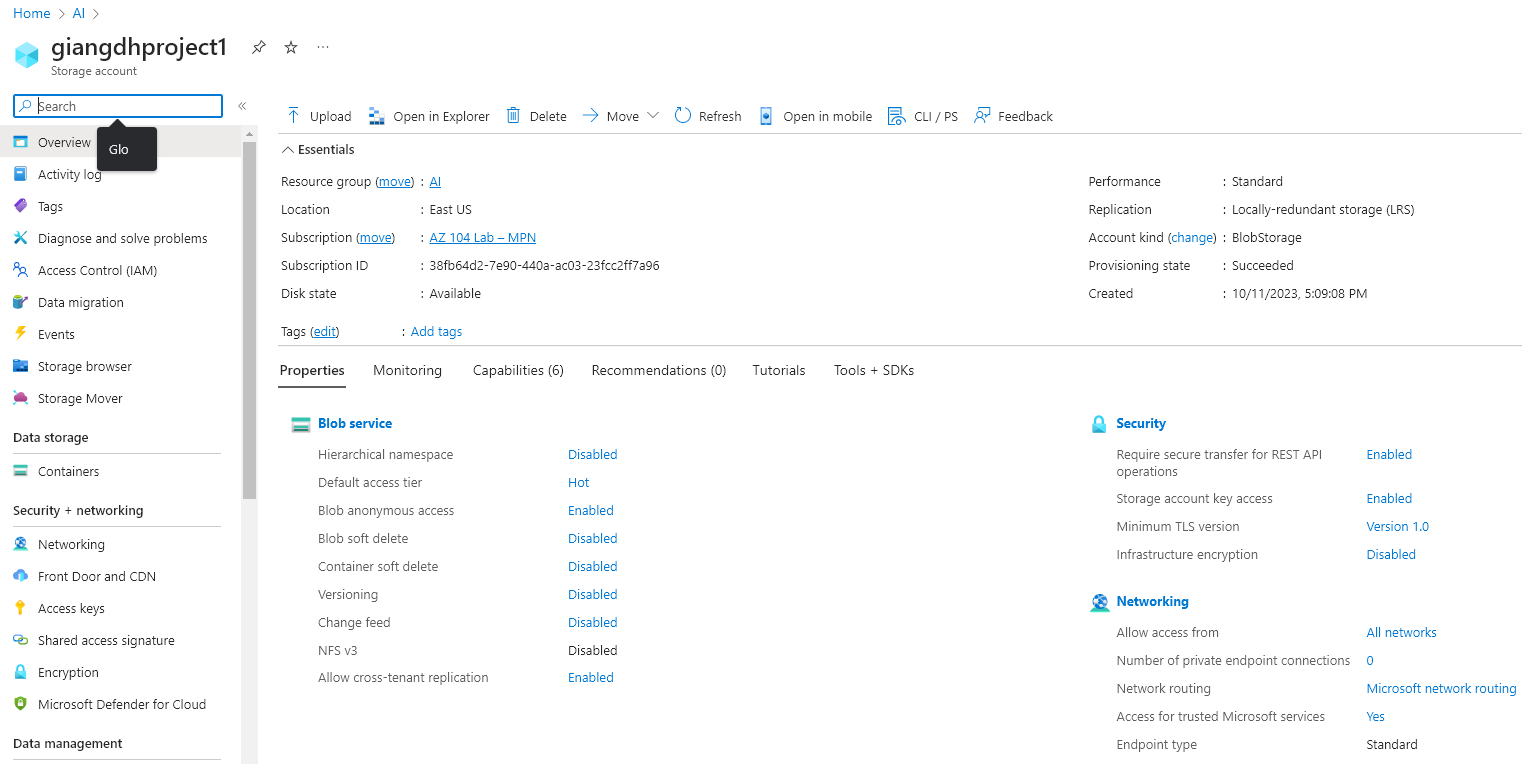 Home > AI >
giangdhproject1 ...
Storage account
Search
«
Glo
Overview
Activity log
Tags
Diagnose and solve problems
Access Control (IAM)
Data migration
Events
Storage browser
Storage Mover
Data storage
Containers
Security + networking
Networking
Front Door and CDN
Access keys
Shared access signature
Encryption
Microsoft Defender for Cloud
Data management
Upload Open in Explorer Delete Move Refresh Open in mobile CLI / PS Feedback
Essentials
Resource group (move) : AI
Location : East US
Subscription (move) : AZ 104 Lab – MPN
Subscription ID : 38fb64d2-7e90-440a-ac03-23fcc2ff7a96
Disk state : Available
Performance : Standard
Replication : Locally-redundant storage (LRS)
Account kind (change) : BlobStorage
Provisioning state : Succeeded
Created : 10/11/2023, 5:09:08 PM
Tags (edit) : Add tags
Properties Monitoring Capabilities (6) Recommendations (0) Tutorials Tools + SDKs
Blob service
Hierarchical namespace Disabled
Default access tier Hot
Blob anonymous access Enabled
Blob soft delete Disabled
Container soft delete Disabled
Versioning Disabled
Change feed Disabled
NFS v3 Disabled
Allow cross-tenant replication Enabled
Security
Require secure transfer for REST API Enabled
operations
Storage account key access Enabled
Minimum TLS version Version 1.0
Infrastructure encryption Disabled
Networking
Allow access from All networks
Number of private endpoint connections 0
Network routing Microsoft network routing
Access for trusted Microsoft services Yes
Endpoint type Standard